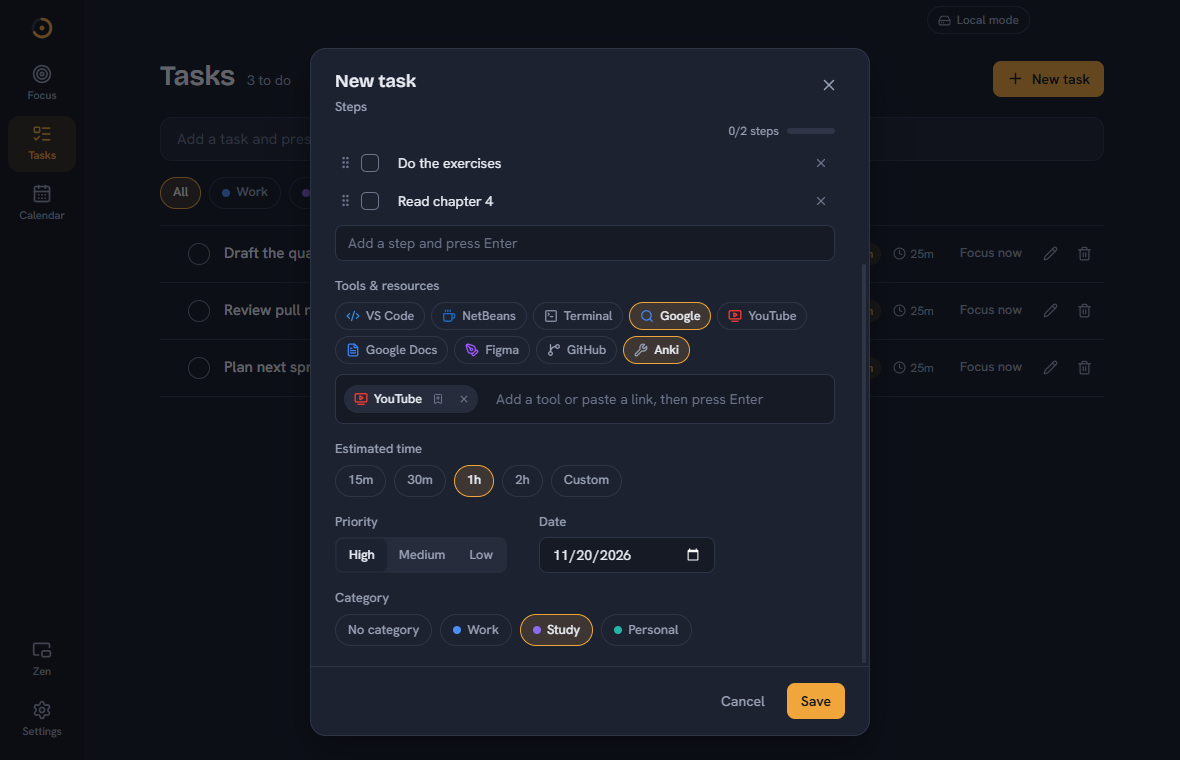 Local mode
Tasks 3 to do
New task
Focus
Tasks
Calendar
Zen
Settings
Add a task and pres
All
Work
Draft the qua
25m
Focus now
Review pull r
25m
Focus now
Plan next spr
25m
Focus now
New task
Steps
0/2 steps
Do the exercises
Read chapter 4
Add a step and press Enter
Tools & resources
VS Code NetBeans Terminal Google YouTube
Google Docs Figma GitHub Anki
YouTube Add a tool or paste a link, then press Enter
Estimated time
15m 30m 1h 2h Custom
Priority Date
High Medium Low 11/20/2026
Category
No category Work Study Personal
Cancel Save